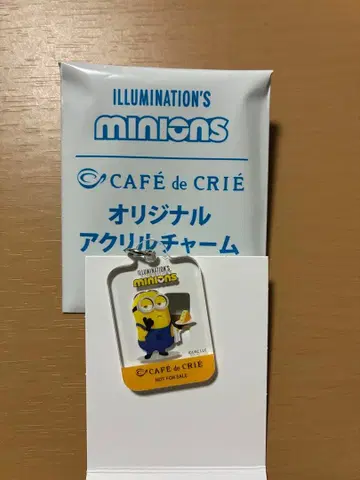 ILLUMINATION'S
minions
CAFÉ de CRIÉ
オリジナル
アクリルチャーム
ILLUMINATION'S
minions
CAFÉ de CRIÉ
NOT FOR SALE